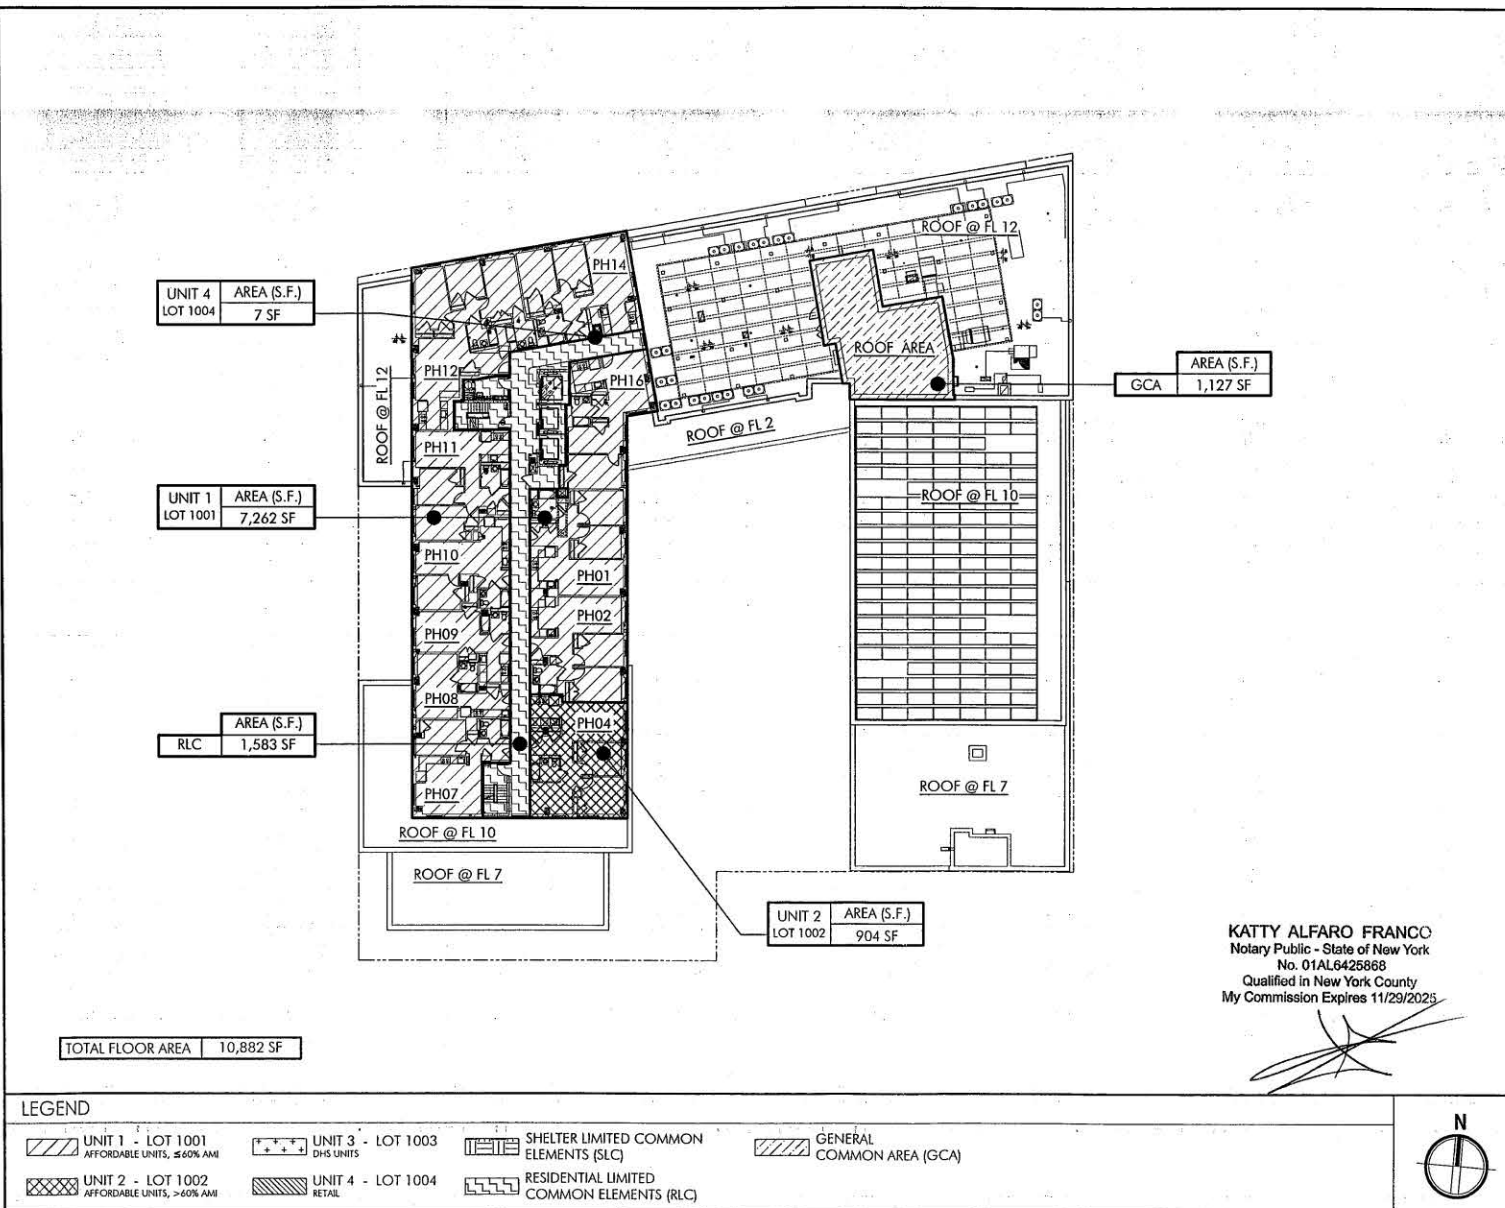 ROOF @ FL 12
PH14
UNIT 4
LOT 1004
AREA (S.F.)
7 SF
ROOF AREA
PH12
ROOF @ FL 12
PH16
AREA (S.F.)
GCA
1,127 SF
ROOF @ FL 2
PH11
UNIT 1
LOT 1001
AREA (S.F.)
7,262 SF
ROOF @ FL 10
PH10
PH01
PH02
PH09
PH08
PH04
AREA (S.F.)
RLC
1,583 SF
PH07
ROOF @ FL 7
ROOF @ FL 10
ROOF @ FL 7
UNIT 2
LOT 1002
AREA (S.F.)
904 SF
KATTY ALFARO FRANCO
Notary Public - State of New York
No. 01AL6425868
Qualified in New York County
My Commission Expires 11/29/2025
TOTAL FLOOR AREA 10,882 SF
LEGEND
UNIT 1 - LOT 1001
AFFORDABLE UNITS, ≤60% AMI
UNIT 2 - LOT 1002
AFFORDABLE UNITS, >60% AMI
UNIT 3 - LOT 1003
DHS UNITS
UNIT 4 - LOT 1004
RETAIL
SHELTER LIMITED COMMON
ELEMENTS (SLC)
RESIDENTIAL LIMITED
COMMON ELEMENTS (RLC)
GENERAL
COMMON AREA (GCA)
N